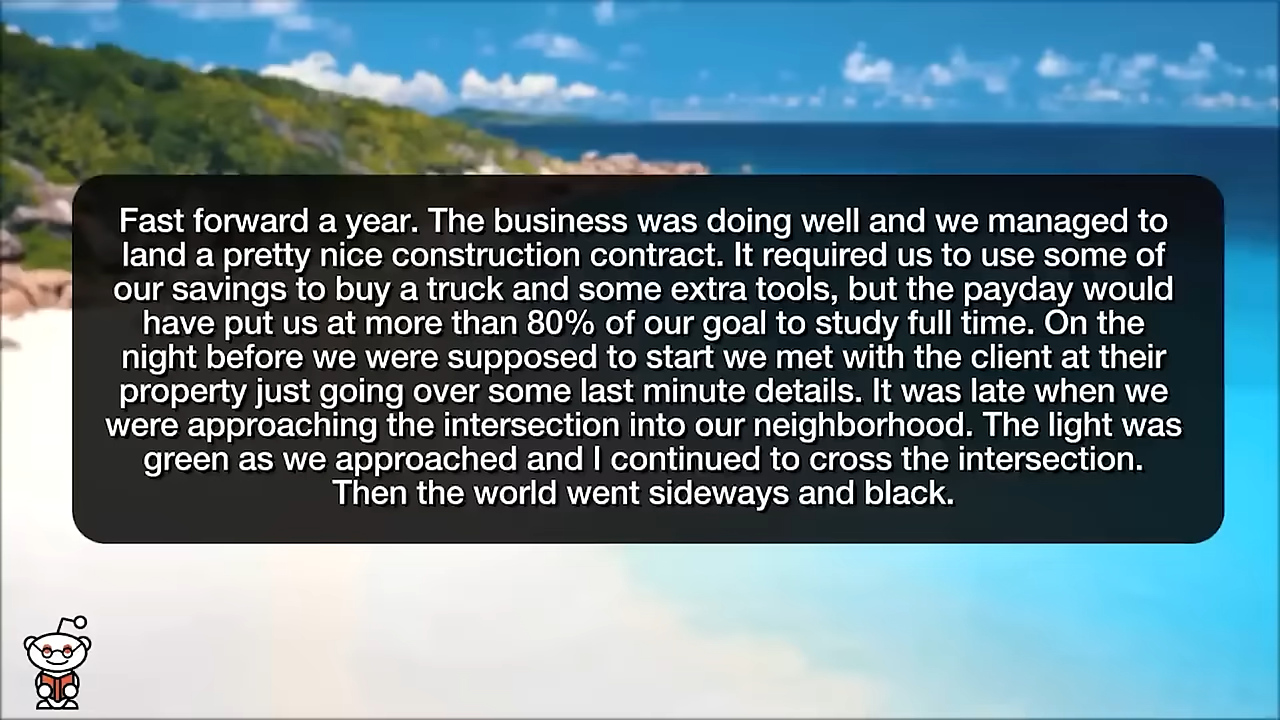 Fast forward a year. The business was doing well and we managed to
land a pretty nice construction contract. It required us to use some of
our savings to buy a truck and some extra tools, but the payday would
have put us at more than 80% of our goal to study full time. On the
night before we were supposed to start we met with the client at their
property just going over some last minute details. It was late when we
were approaching the intersection into our neighborhood. The light was
green as we approached and I continued to cross the intersection.
Then the world went sideways and black.